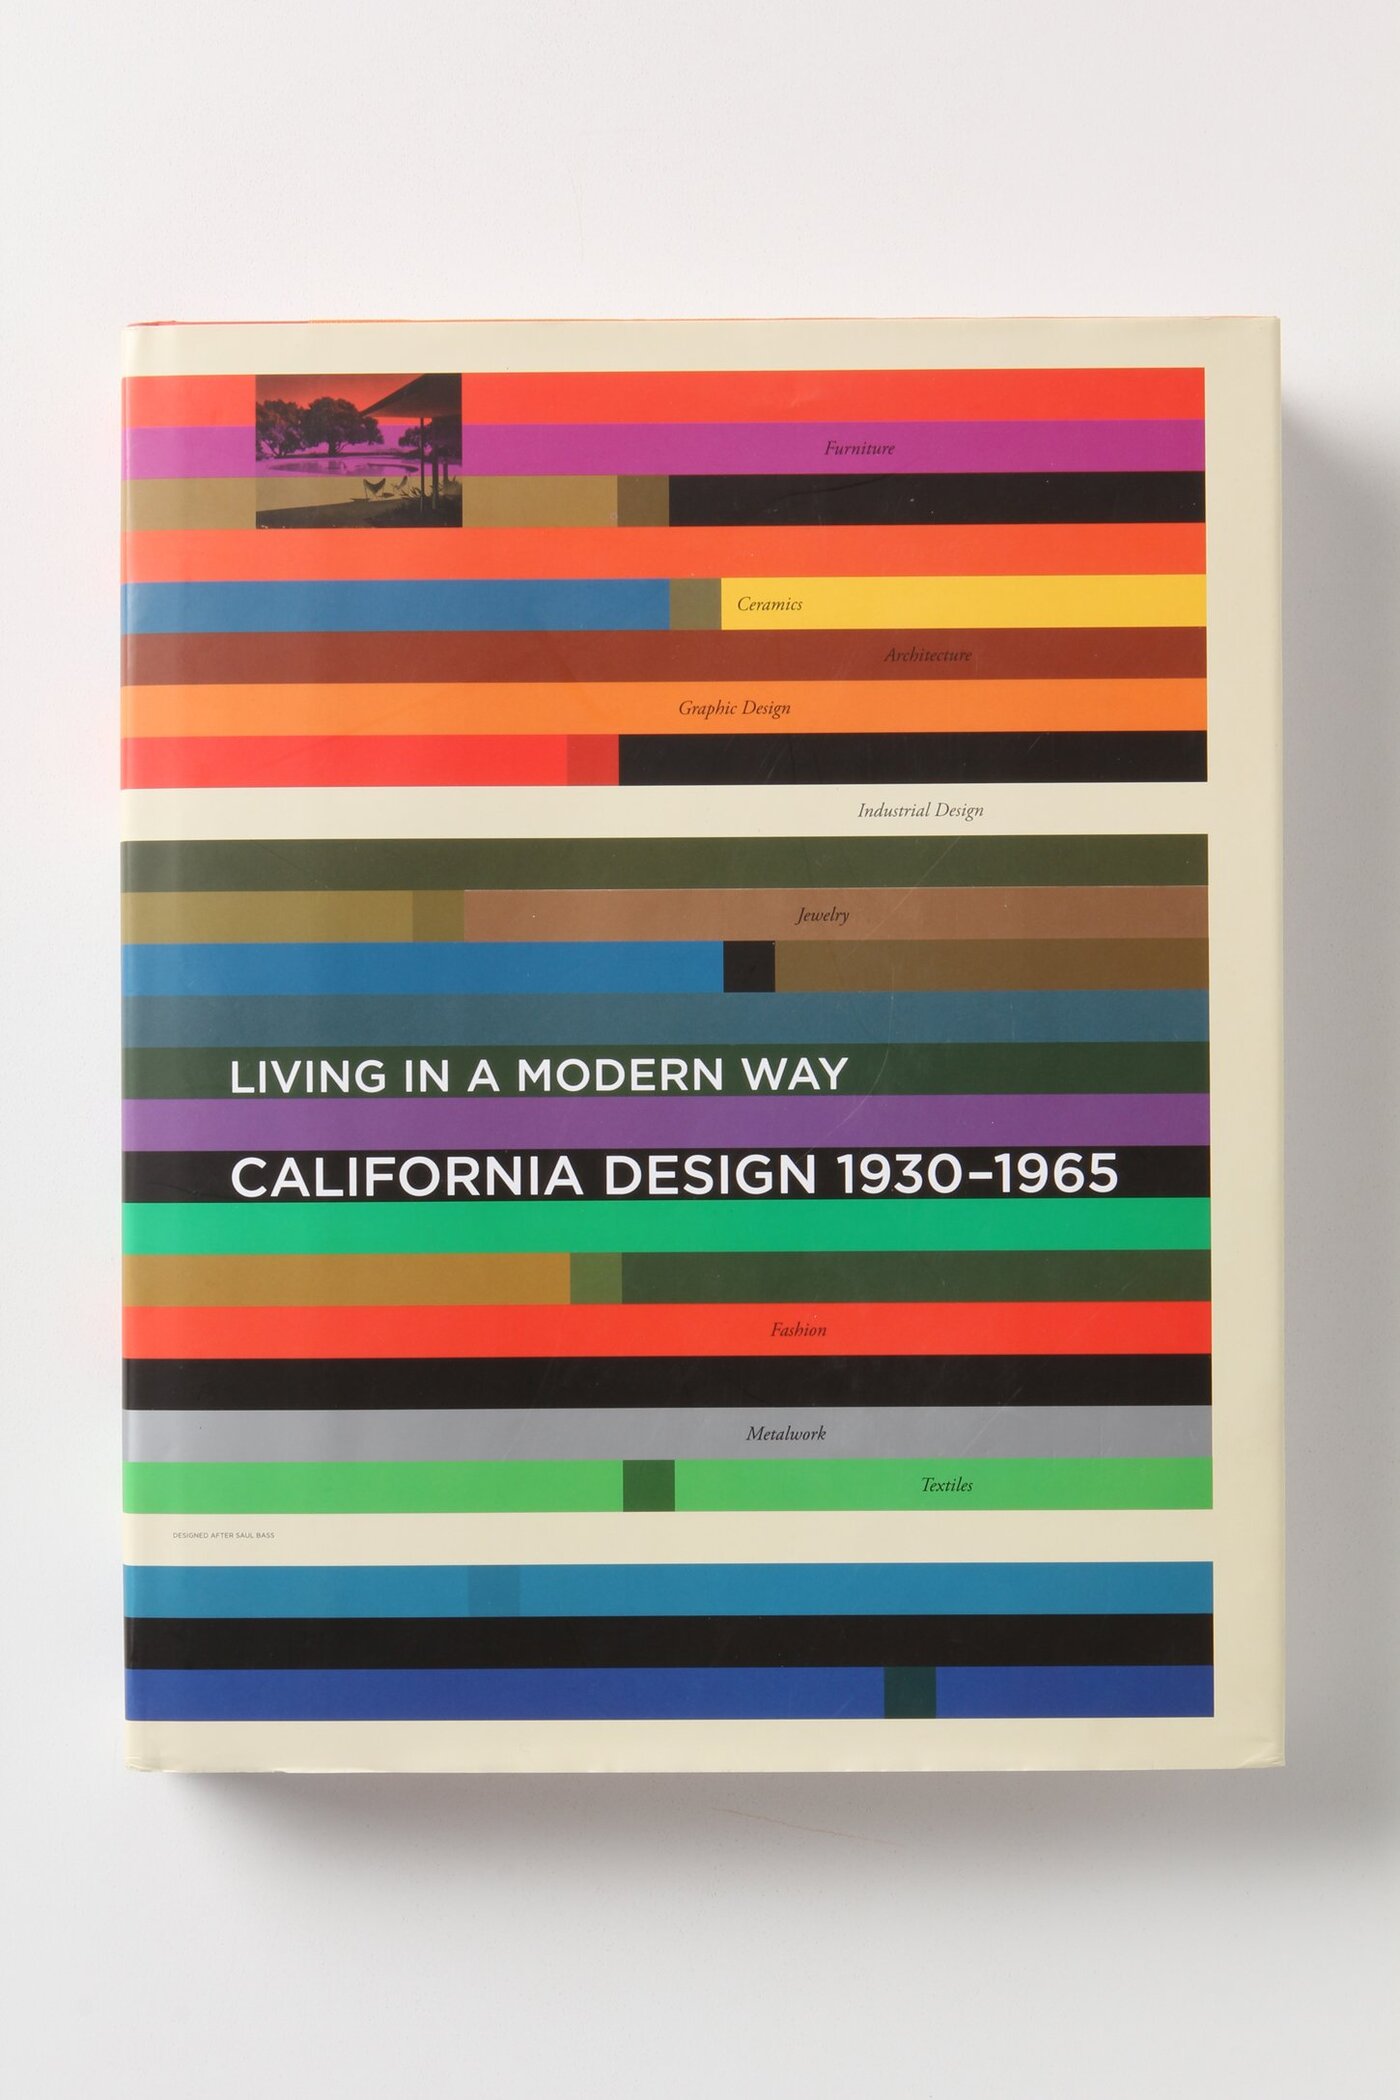 Furniture
Ceramics
Architecture
Graphic Design
Industrial Design
Jewelry
LIVING IN A MODERN WAY
CALIFORNIA DESIGN 1930–1965
Fashion
Metalwork
Textiles
DESIGNED AFTER SAUL BASS